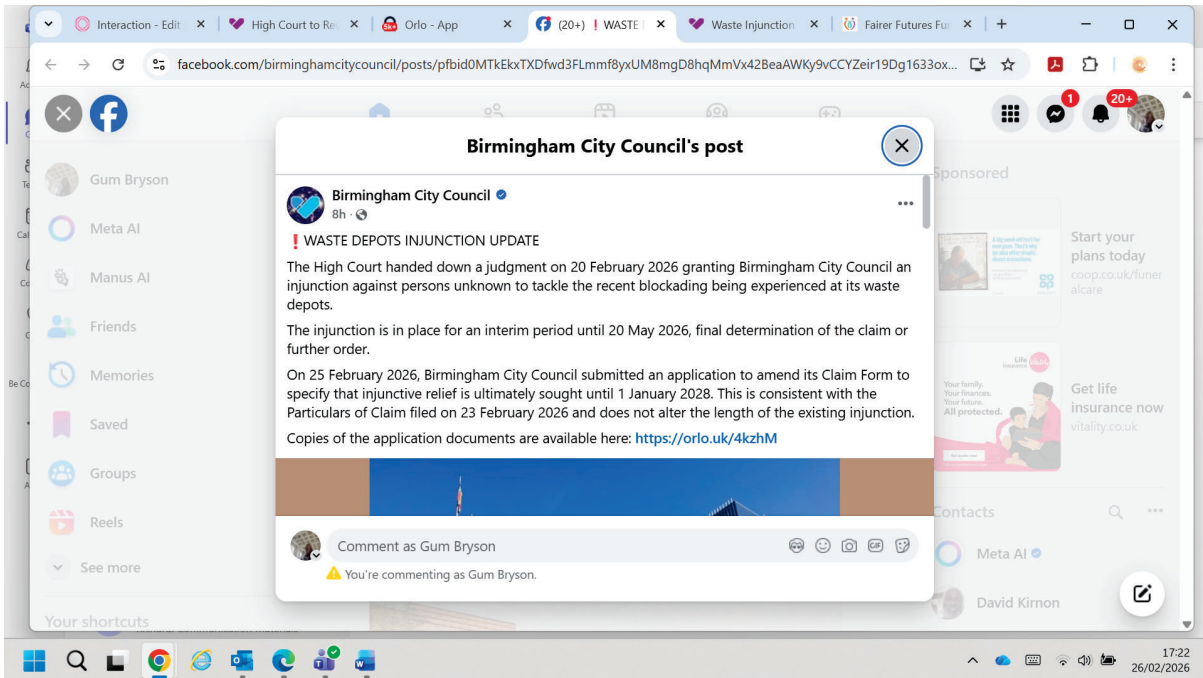 Interaction - Edit
High Court to Re
5k+
Orlo - App
(20+) ❗ WASTE
Waste Injunction
Fairer Futures Fun
facebook.com/birminghamcitycouncil/posts/pfbid0MTkEkxTXDfwd3FLmmf8yxUM8mgD8hqMmVx42BeaAWKy9vCCYZeir19Dg1633ox...
1
20+
Birmingham City Council's post
Gum Bryson
Meta AI
Manus AI
Friends
Memories
Saved
Groups
Reels
See more
Your shortcuts
Birmingham City Council
8h ·
❗ WASTE DEPOTS INJUNCTION UPDATE
The High Court handed down a judgment on 20 February 2026 granting Birmingham City Council an
injunction against persons unknown to tackle the recent blockading being experienced at its waste
depots.
The injunction is in place for an interim period until 20 May 2026, final determination of the claim or
further order.
On 25 February 2026, Birmingham City Council submitted an application to amend its Claim Form to
specify that injunctive relief is ultimately sought until 1 January 2028. This is consistent with the
Particulars of Claim filed on 23 February 2026 and does not alter the length of the existing injunction.
Copies of the application documents are available here: https://orlo.uk/4kzhM
Comment as Gum Bryson
GIF
You're commenting as Gum Bryson.
Sponsored
Start your
plans today
coop.co.uk/funer
alcare
Life
Insurance
Your family.
Your finances.
Your future.
All protected.
Get life
insurance now
vitality.co.uk
Contacts
Meta AI
David Kirnon
17:22
26/02/2026